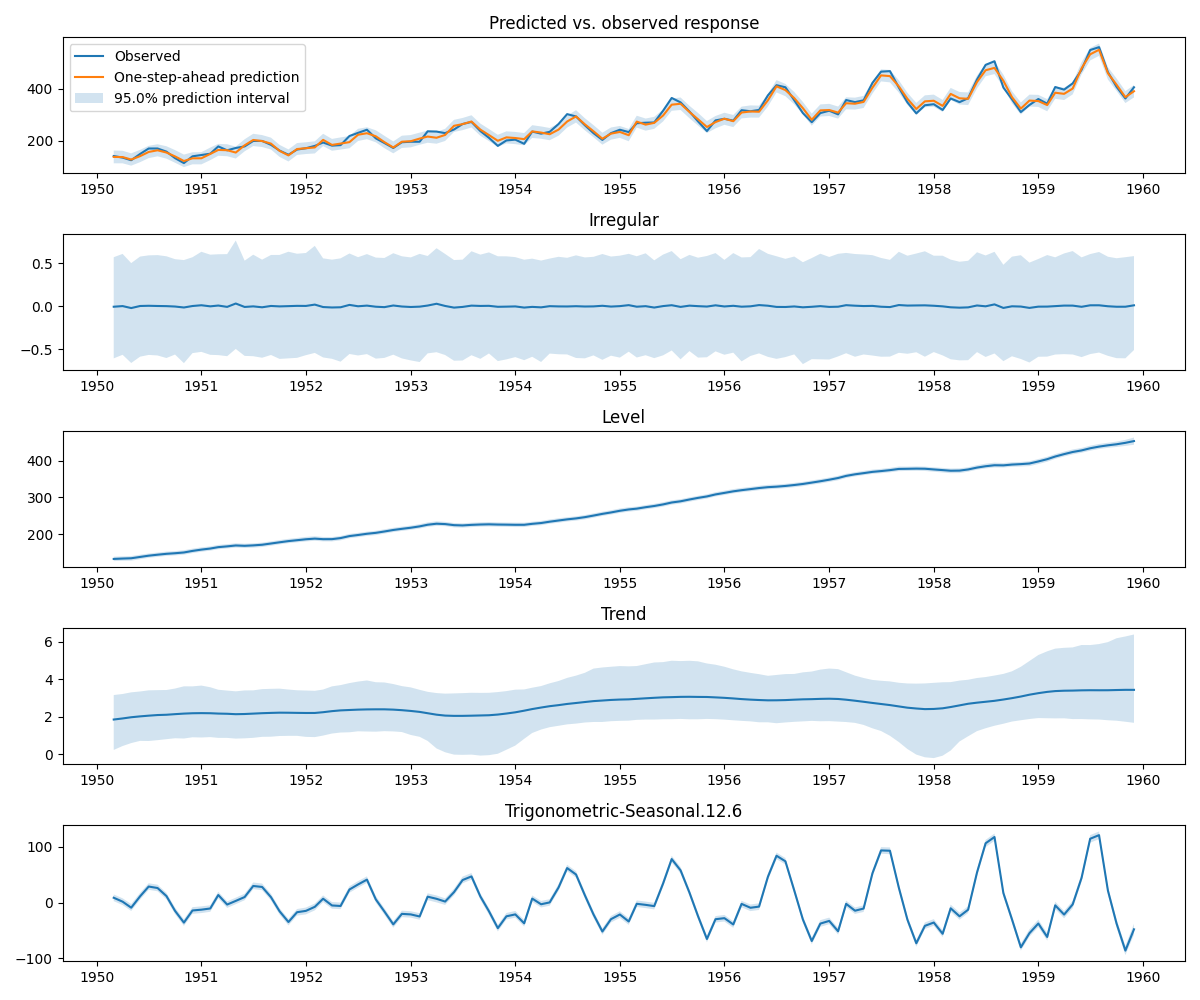 Predicted vs. observed response
Observed
One-step-ahead prediction
95.0% prediction interval
400
200
1950 1951 1952 1953 1954 1955 1956 1957 1958 1959 1960
Irregular
0.5
0.0
−0.5
1950 1951 1952 1953 1954 1955 1956 1957 1958 1959 1960
Level
400
300
200
1950 1951 1952 1953 1954 1955 1956 1957 1958 1959 1960
Trend
6
4
2
0
1950 1951 1952 1953 1954 1955 1956 1957 1958 1959 1960
Trigonometric-Seasonal.12.6
100
0
−100
1950 1951 1952 1953 1954 1955 1956 1957 1958 1959 1960